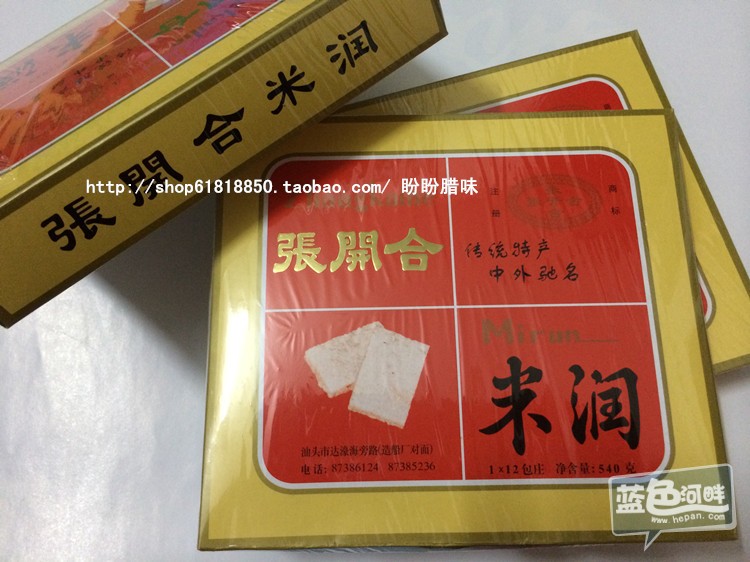 張開合米润
http://shop61818850.taobao.com/ 盼盼腊味
注册
商标
張開合
传统特产
中外驰名
Mirun
米润
汕头市达濠海旁路(造船厂对面)
电话: 87386124 87385236
1×12包庄 净含量:540克
蓝色河畔
www.hepan.com